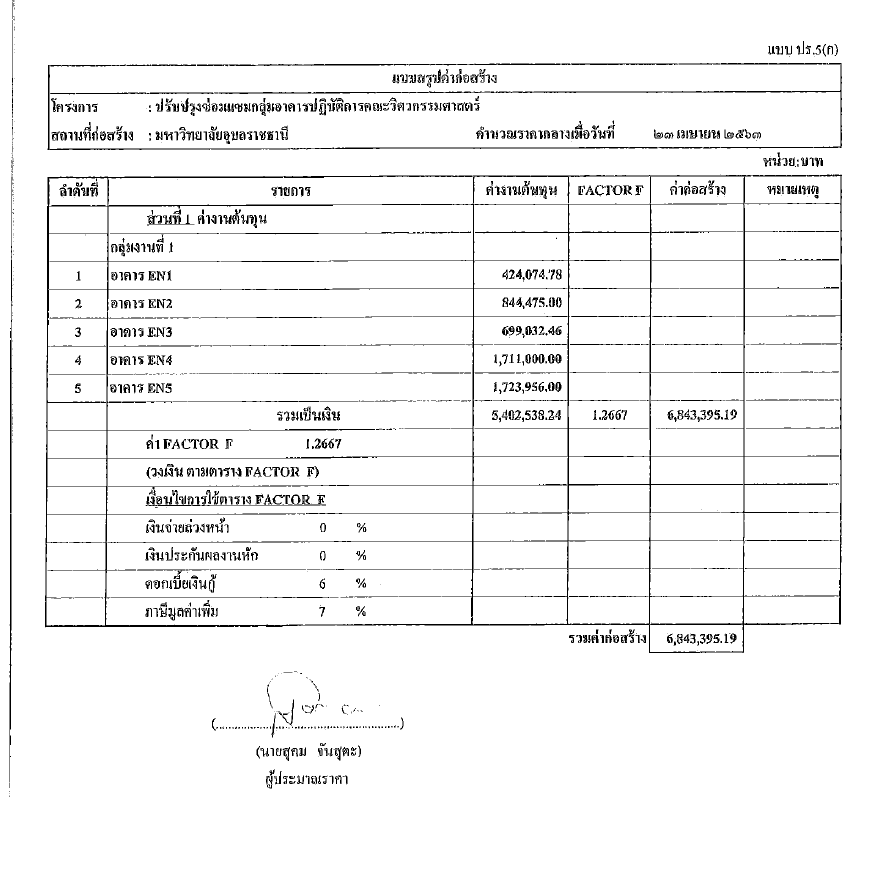 แบบ ปร.5(ก)
แบบสรุปค่าก่อสร้าง
โครงการ : ปรับปรุงซ่อมแซมกลุ่มอาคารปฏิบัติการคณะวิศวกรรมศาสตร์
สถานที่ก่อสร้าง : มหาวิทยาลัยอุบลราชธานี คำนวณราคากลางเมื่อวันที่ ๒๓ เมษายน ๒๕๖๓
หน่วย:บาท
ลำดับที่ รายการ ค่างานต้นทุน FACTOR F ค่าก่อสร้าง หมายเหตุ
ส่วนที่ 1 ค่างานต้นทุน
กลุ่มงานที่ 1
1 อาคาร EN1 424,074.78
2 อาคาร EN2 844,475.00
3 อาคาร EN3 699,032.46
4 อาคาร EN4 1,711,000.00
5 อาคาร EN5 1,723,956.00
รวมเป็นเงิน 5,402,538.24 1.2667 6,843,395.19
ค่า FACTOR F 1.2667
(วงเงิน ตามตาราง FACTOR F)
เงื่อนไขการใช้ตาราง FACTOR F
เงินจ่ายล่วงหน้า 0 %
เงินประกันผลงานหัก 0 %
ดอกเบี้ยเงินกู้ 6 %
ภาษีมูลค่าเพิ่ม 7 %
รวมค่าก่อสร้าง 6,843,395.19
(......................................................)
(นายสุคม จันสุตะ)
ผู้ประมาณราคา